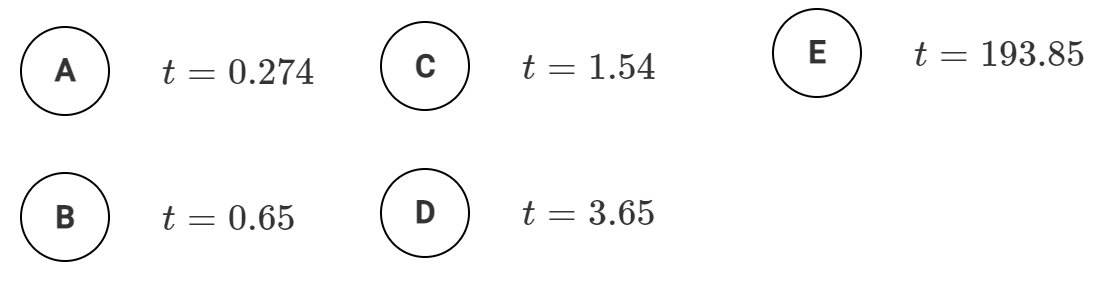 A t = 0.274
B t = 0.65
C t = 1.54
D t = 3.65
E t = 193.85